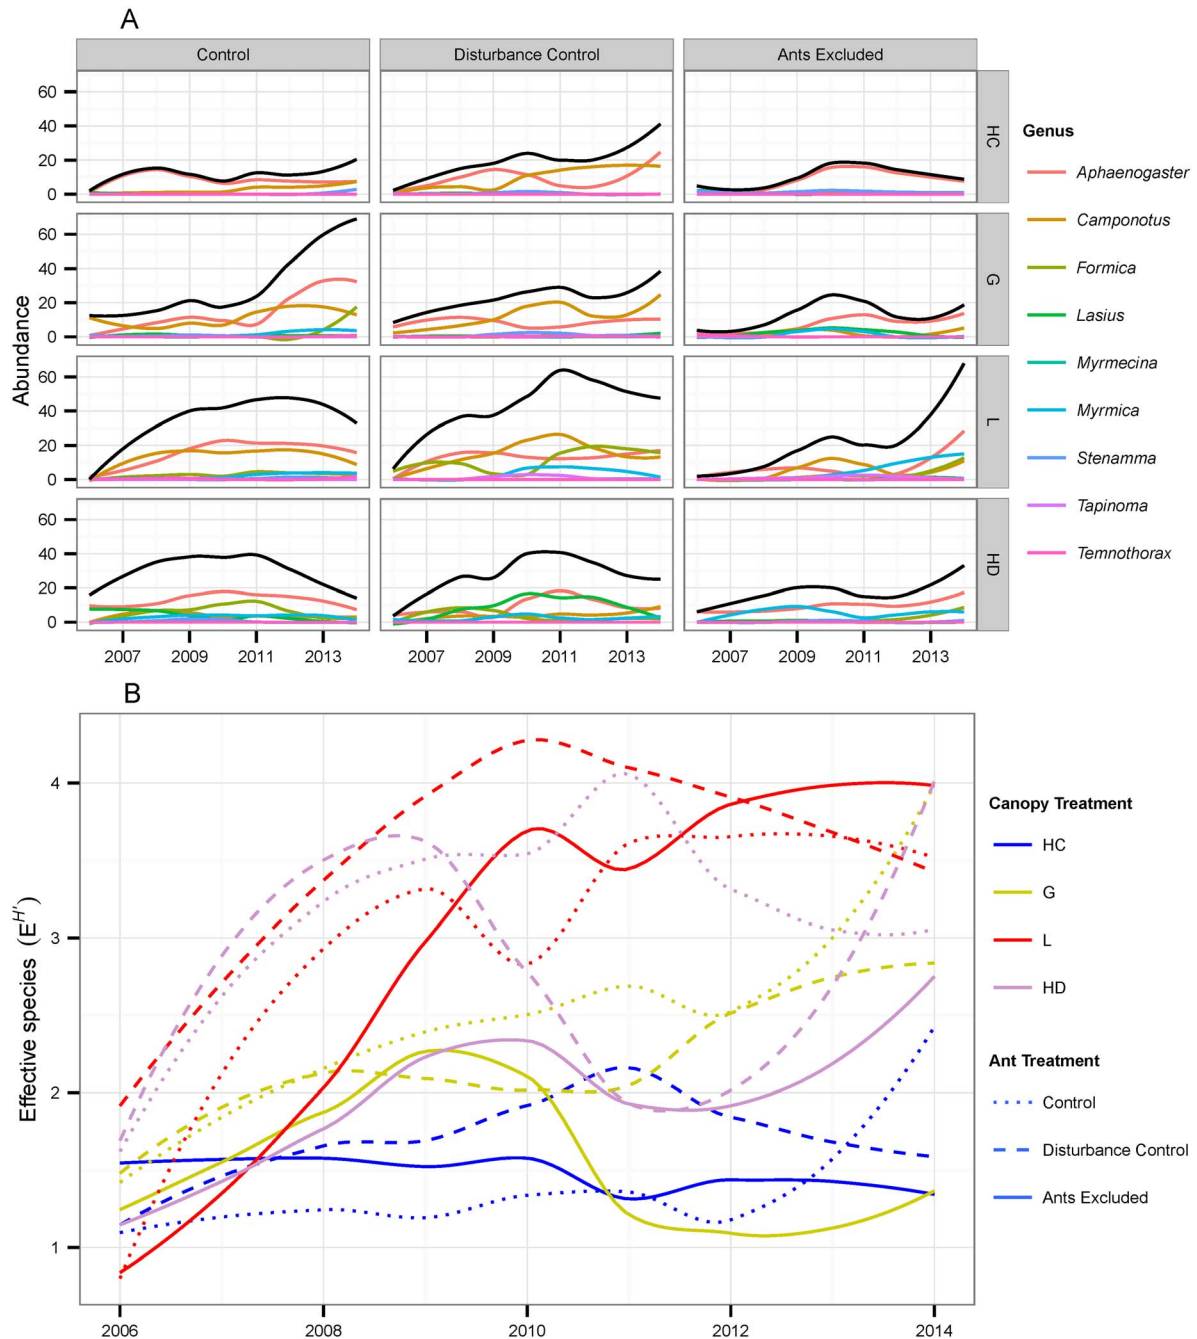 A
Control
Disturbance Control
Ants Excluded
60
40
20
0
HC
60
40
20
0
G
60
40
20
0
L
60
40
20
0
HD
Abundance
2007 2009 2011 2013
2007 2009 2011 2013
2007 2009 2011 2013
Genus
Aphaenogaster
Camponotus
Formica
Lasius
Myrmecina
Myrmica
Stenamma
Tapinoma
Temnothorax
B
Effective species (E^H')
4
3
2
1
2006 2008 2010 2012 2014
Canopy Treatment
HC
G
L
HD
Ant Treatment
Control
Disturbance Control
Ants Excluded